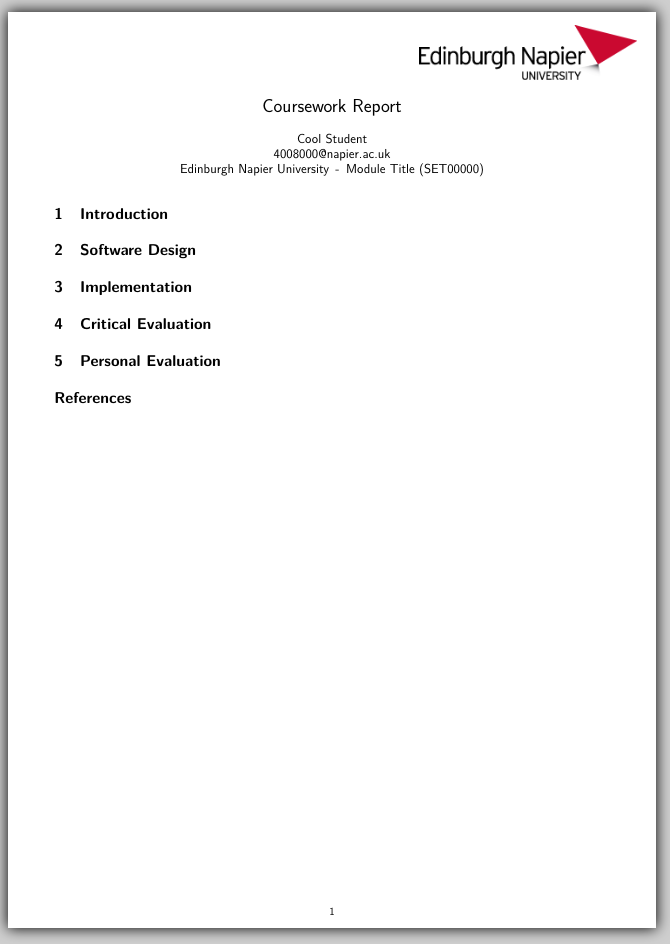 Edinburgh Napier
UNIVERSITY
Coursework Report
Cool Student
4008000@napier.ac.uk
Edinburgh Napier University - Module Title (SET00000)
1 Introduction
2 Software Design
3 Implementation
4 Critical Evaluation
5 Personal Evaluation
References
1